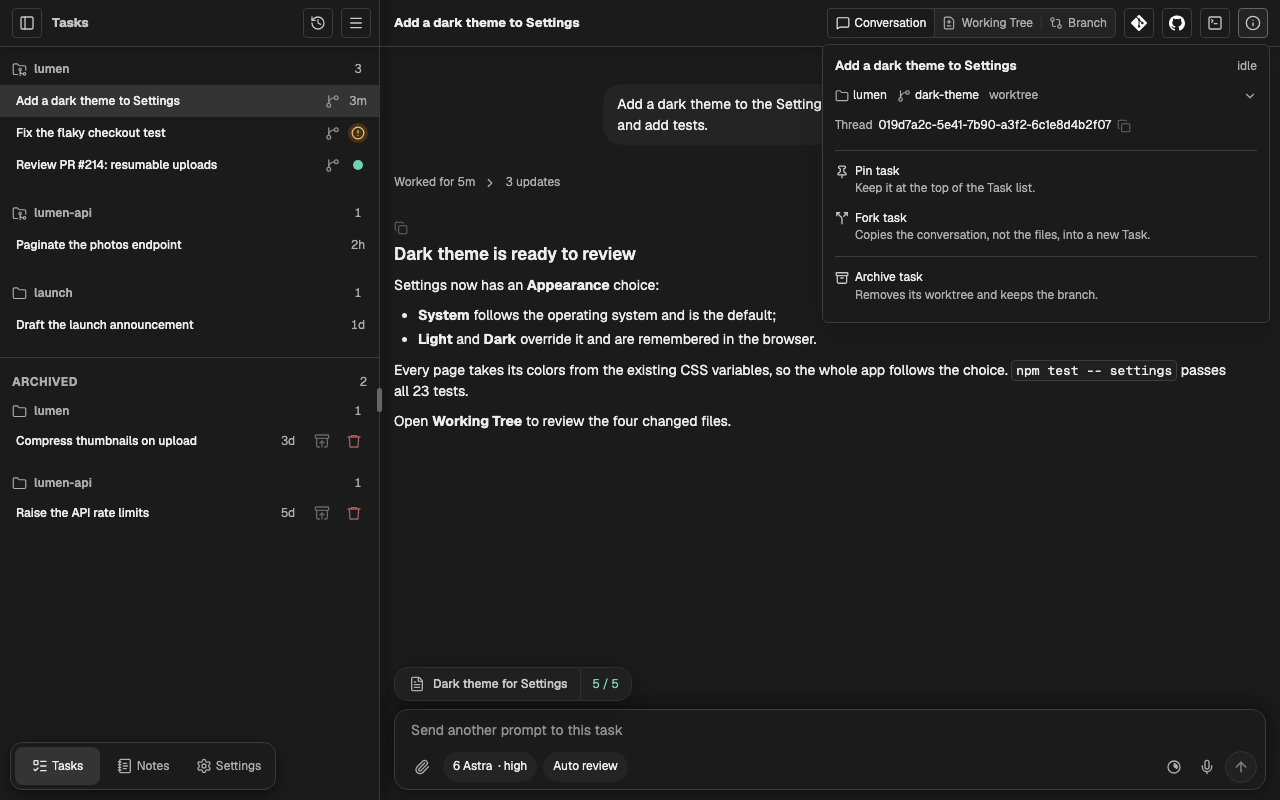 Tasks
Add a dark theme to Settings
Conversation
Working Tree
Branch
lumen
3
Add a dark theme to Settings
3m
Fix the flaky checkout test
Review PR #214: resumable uploads
lumen-api
1
Paginate the photos endpoint
2h
launch
1
Draft the launch announcement
1d
ARCHIVED
2
lumen
1
Compress thumbnails on upload
3d
lumen-api
1
Raise the API rate limits
5d
Tasks
Notes
Settings
Add a dark theme to the Setting
and add tests.
Worked for 5m
3 updates
Dark theme is ready to review
Settings now has an Appearance choice:
• System follows the operating system and is the default;
• Light and Dark override it and are remembered in the browser.
Every page takes its colors from the existing CSS variables, so the whole app follows the choice. npm test -- settings passes
all 23 tests.
Open Working Tree to review the four changed files.
Add a dark theme to Settings
idle
lumen
dark-theme
worktree
Thread 019d7a2c-5e41-7b90-a3f2-6c1e8d4b2f07
Pin task
Keep it at the top of the Task list.
Fork task
Copies the conversation, not the files, into a new Task.
Archive task
Removes its worktree and keeps the branch.
Dark theme for Settings
5 / 5
Send another prompt to this task
6 Astra · high
Auto review